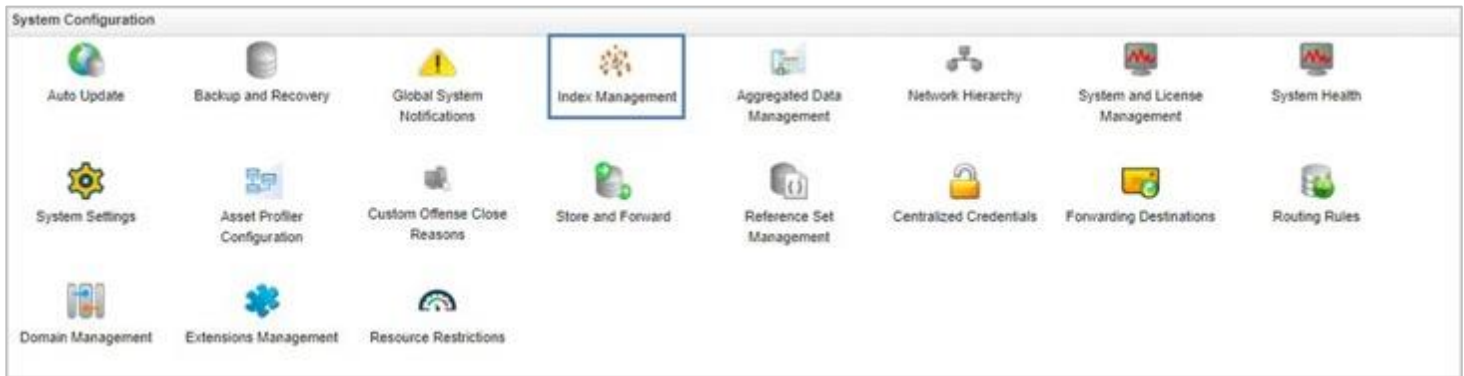 System Configuration
Auto Update
Backup and Recovery
Global System
Notifications
Index Management
Aggregated Data
Management
Network Hierarchy
System and License
Management
System Health
System Settings
Asset Profiler
Configuration
Custom Offense Close
Reasons
Store and Forward
Reference Set
Management
Centralized Credentials
Forwarding Destinations
Routing Rules
Domain Management
Extensions Management
Resource Restrictions